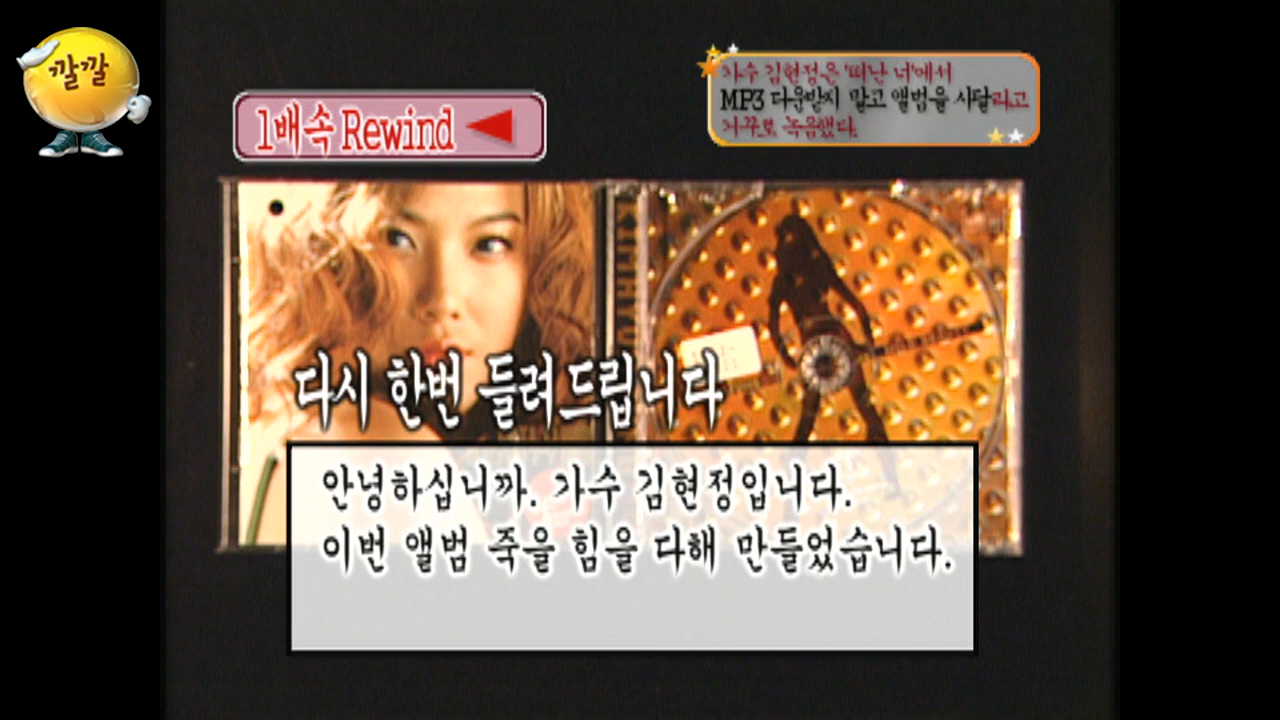 깔깔
1배속 Rewind
가수 김현정은 '떠난 너'에서
MP3 다운받지 말고 앨범을 사달라고
거꾸로 녹음했다.
다시 한번 들려드립니다
안녕하십니까. 가수 김현정입니다.
이번 앨범 죽을 힘을 다해 만들었습니다.